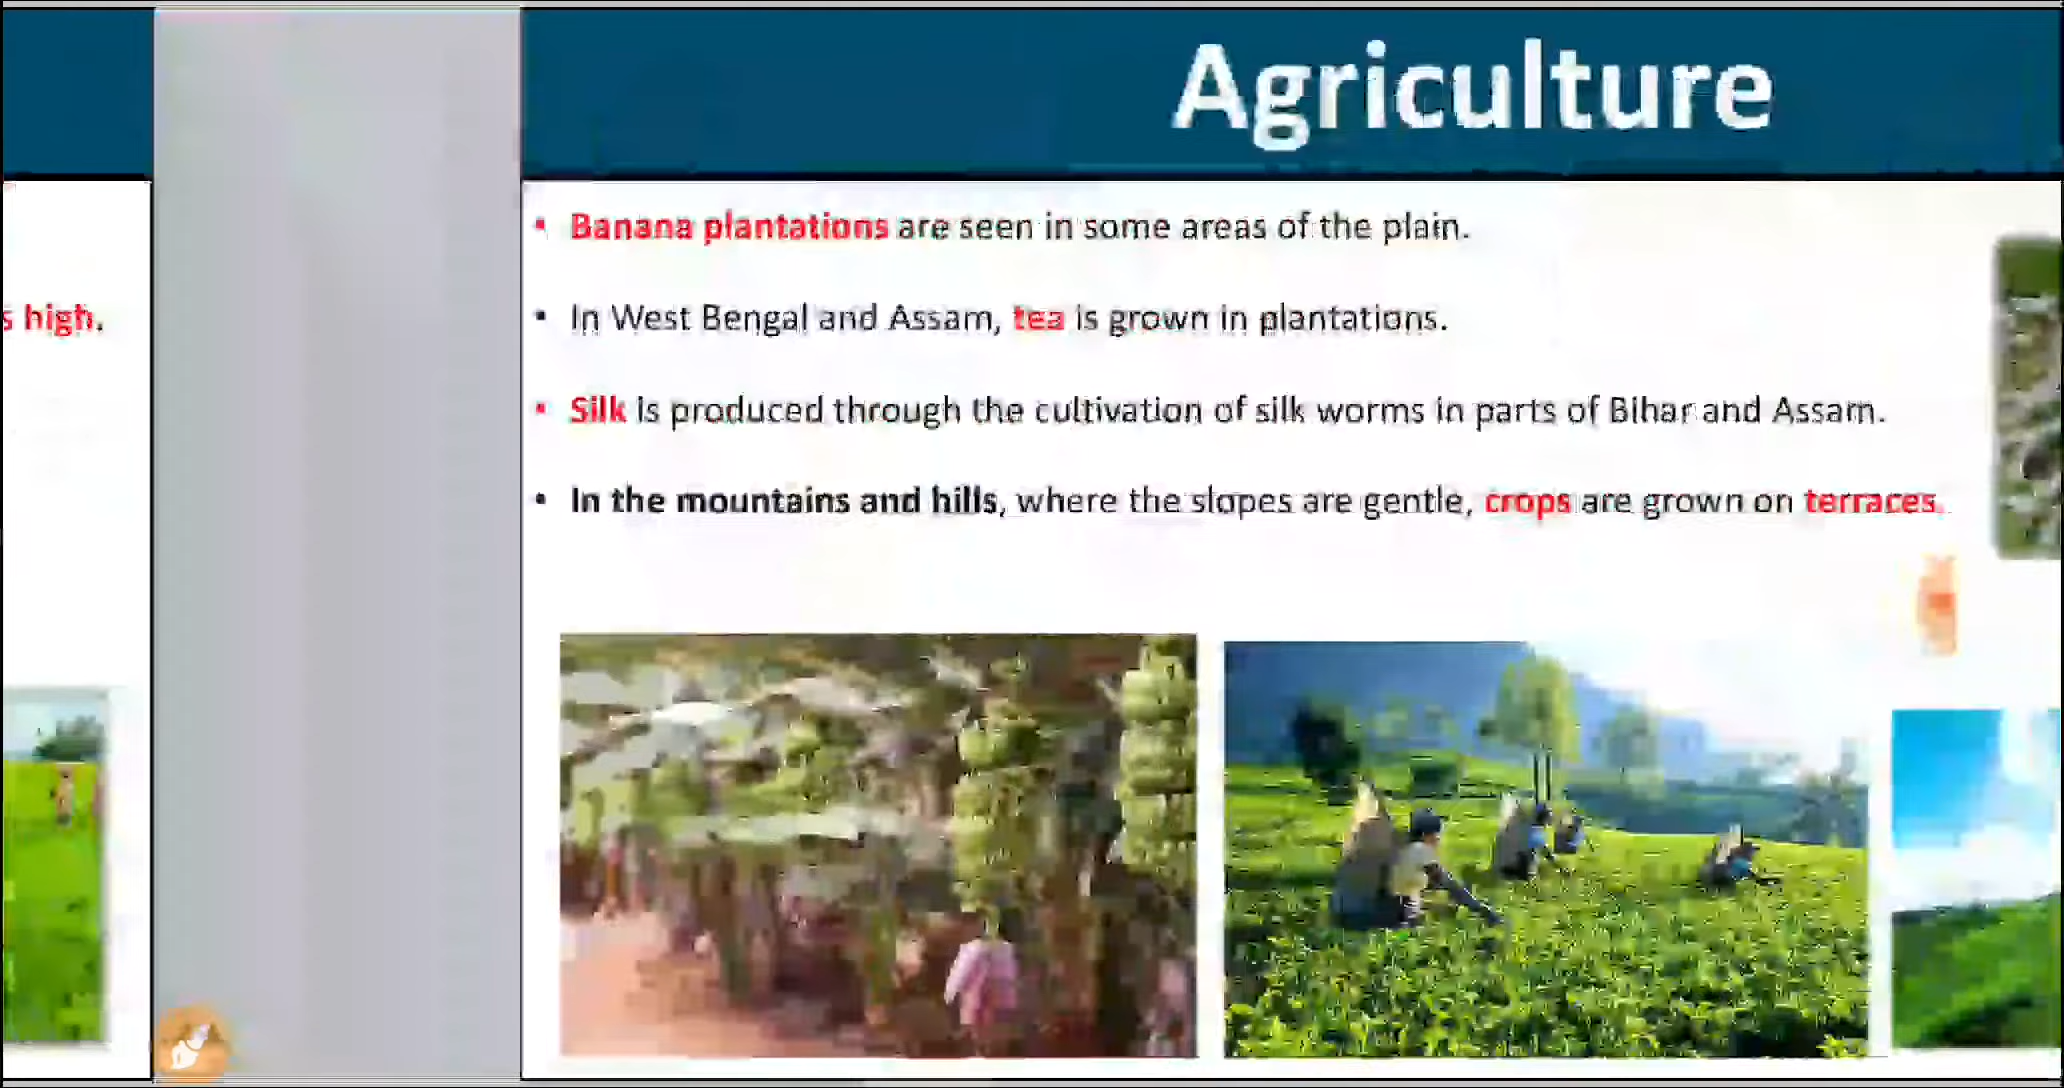 Agriculture
s high.
• Banana plantations are seen in some areas of the plain.
• In West Bengal and Assam, tea is grown in plantations.
• Silk is produced through the cultivation of silk worms in parts of Bihar and Assam.
• In the mountains and hills, where the slopes are gentle, crops are grown on terraces.